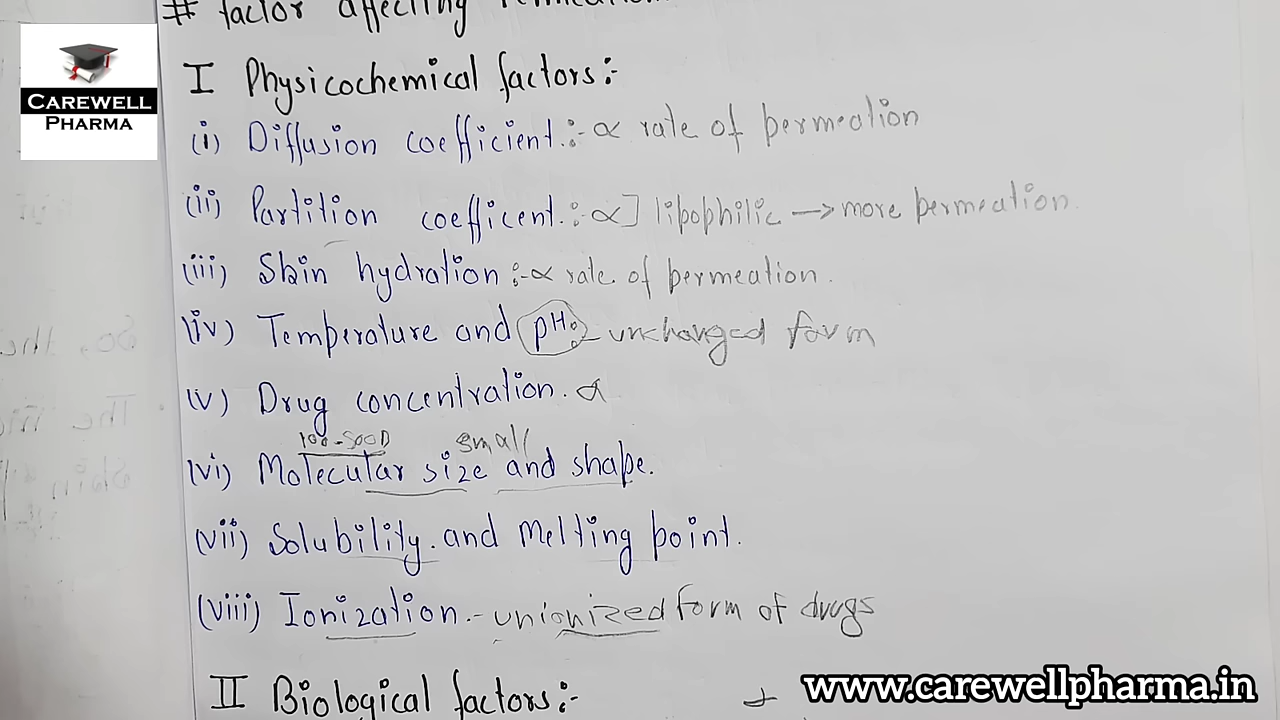 # factor affecting
CAREWELL
PHARMA
I Physicochemical factors:-
(i) Diffusion coefficient:-∝ rate of permeation
(ii) Partition coefficent:∝] lipophilic → more permeation
(iii) Skin hydration:-∝ rate of permeation.
(iv) Temperature and pH:- unchanged form
(v) Drug concentration. ∝
100-500D small
(vi) Molecular size and shape.
(vii) Solubility. and Melting point.
(viii) Ionization.- unionized form of drugs
II Biological factors:-
www.carewellpharma.in